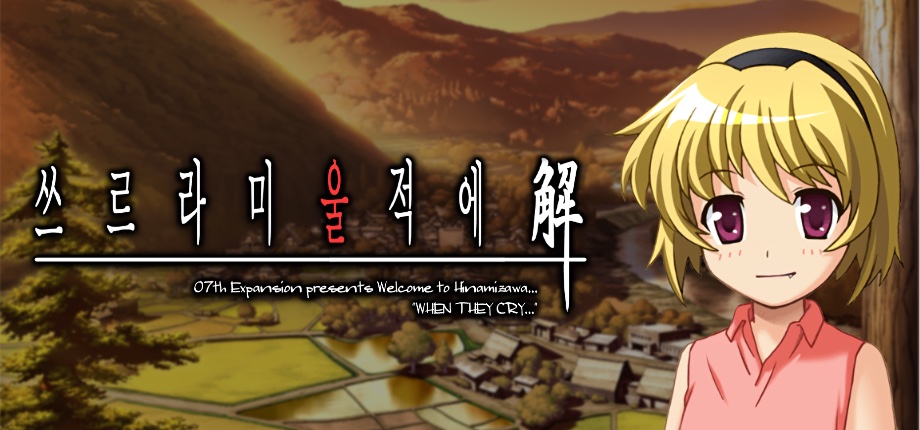 쓰르라미 울 적에 解
07th Expansion presents Welcome to Hinamizawa...
"WHEN THEY CRY..."